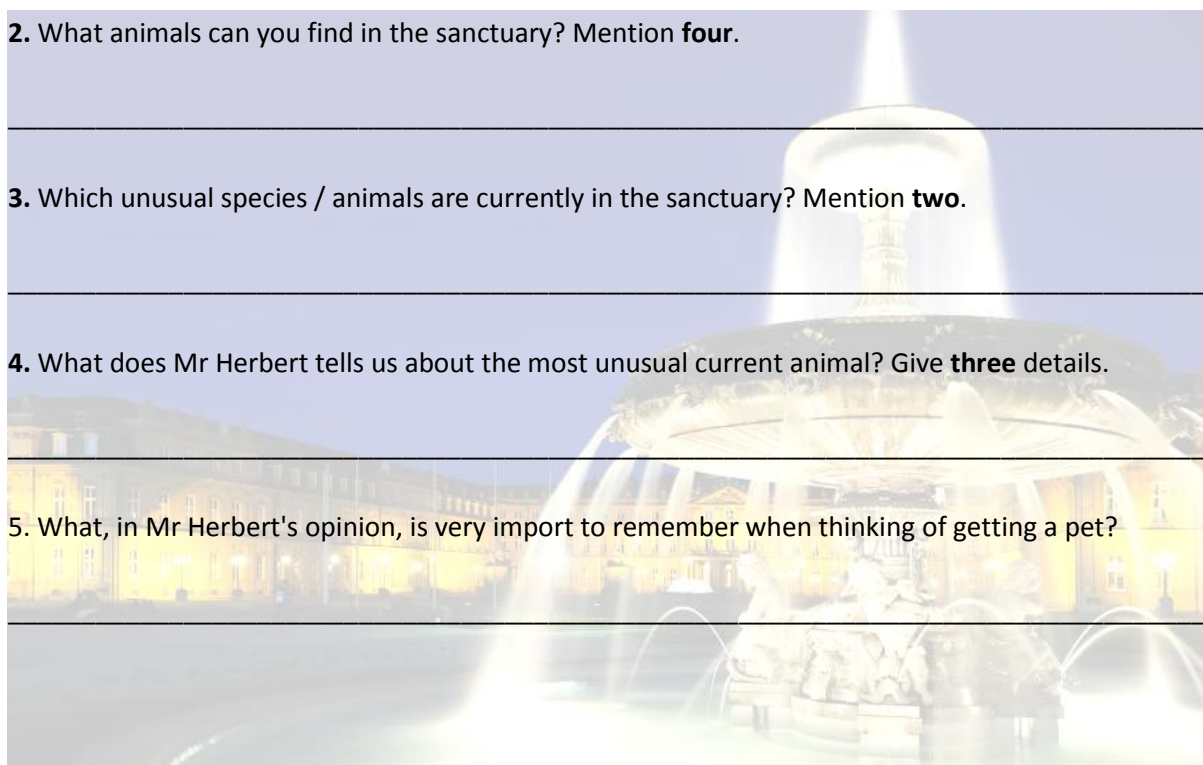 2. What animals can you find in the sanctuary? Mention four.
3. Which unusual species / animals are currently in the sanctuary? Mention two.
4. What does Mr Herbert tells us about the most unusual current animal? Give three details.
5. What, in Mr Herbert's opinion, is very import to remember when thinking of getting a pet?